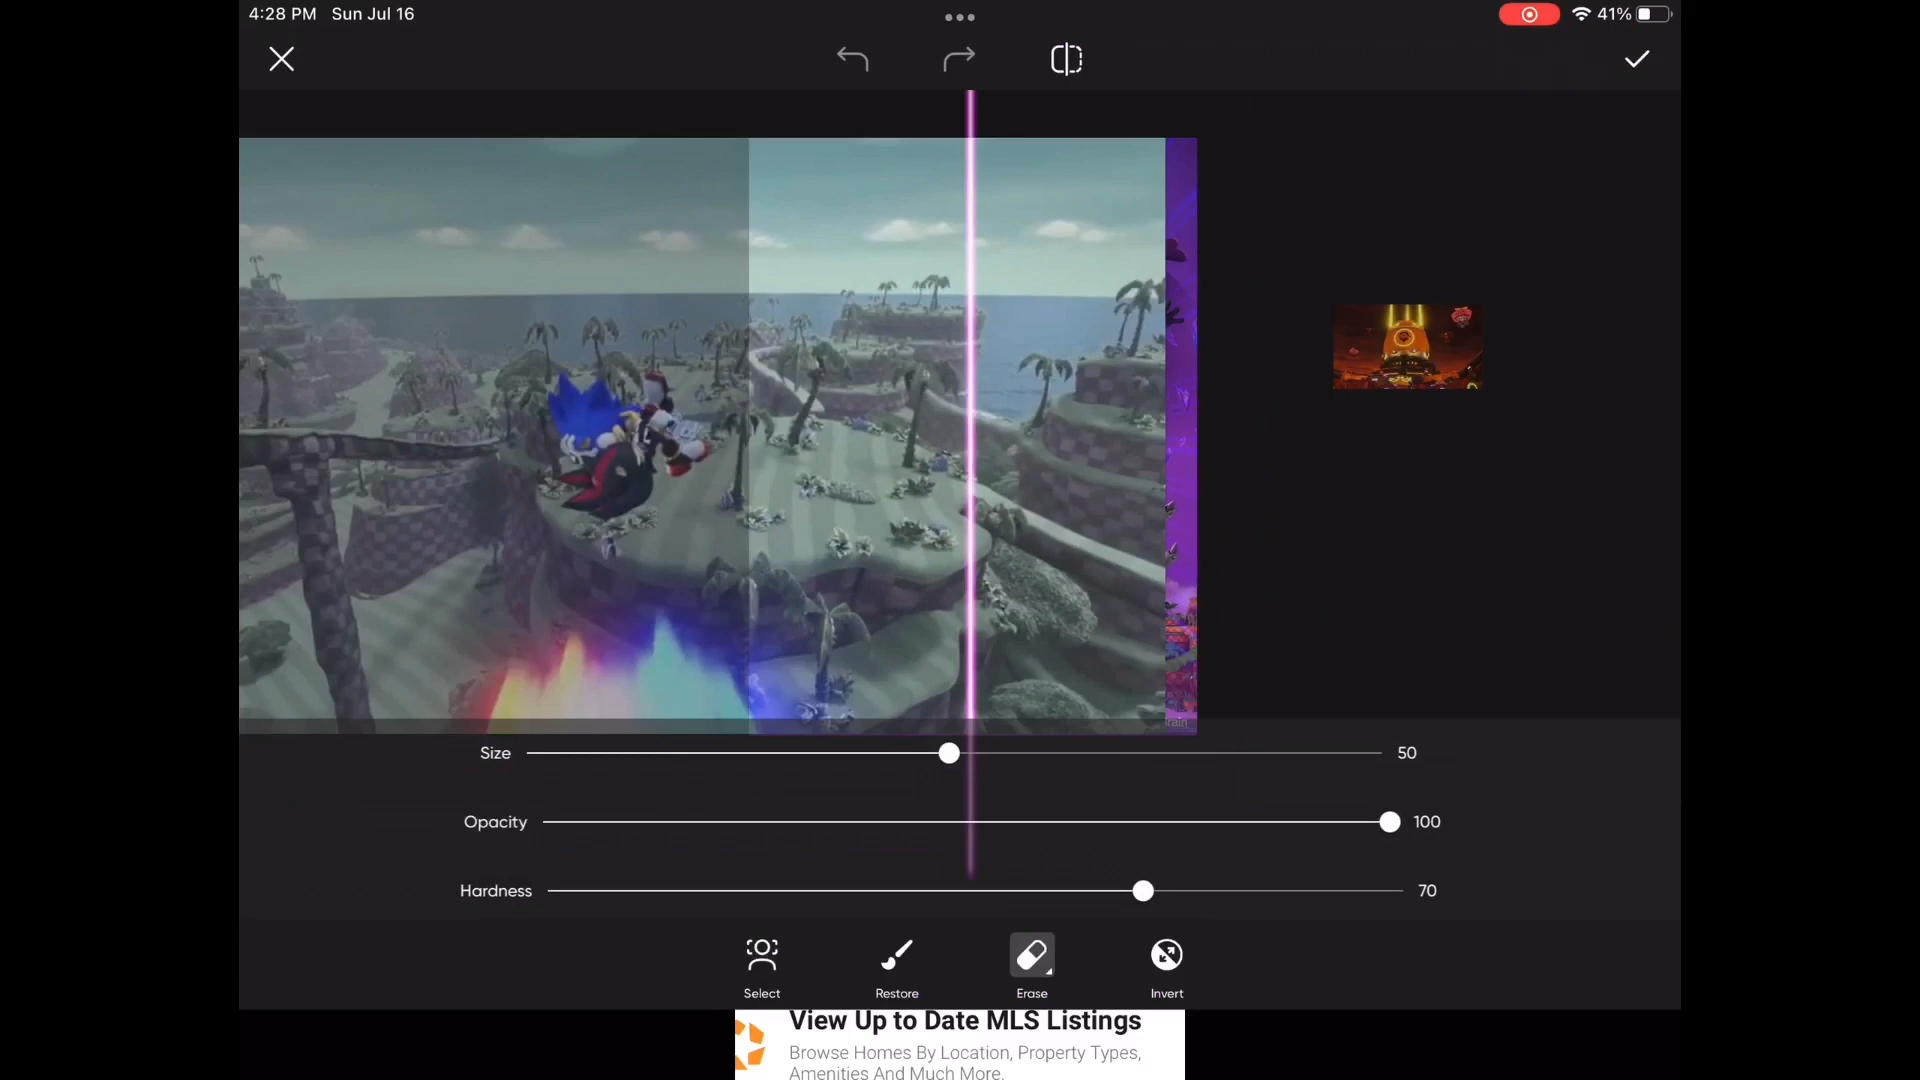 4:28 PM Sun Jul 16
41%
rain
Size 50
Opacity 100
Hardness 70
Select Restore Erase Invert
View Up to Date MLS Listings
Browse Homes By Location, Property Types,
Amenities And Much More.